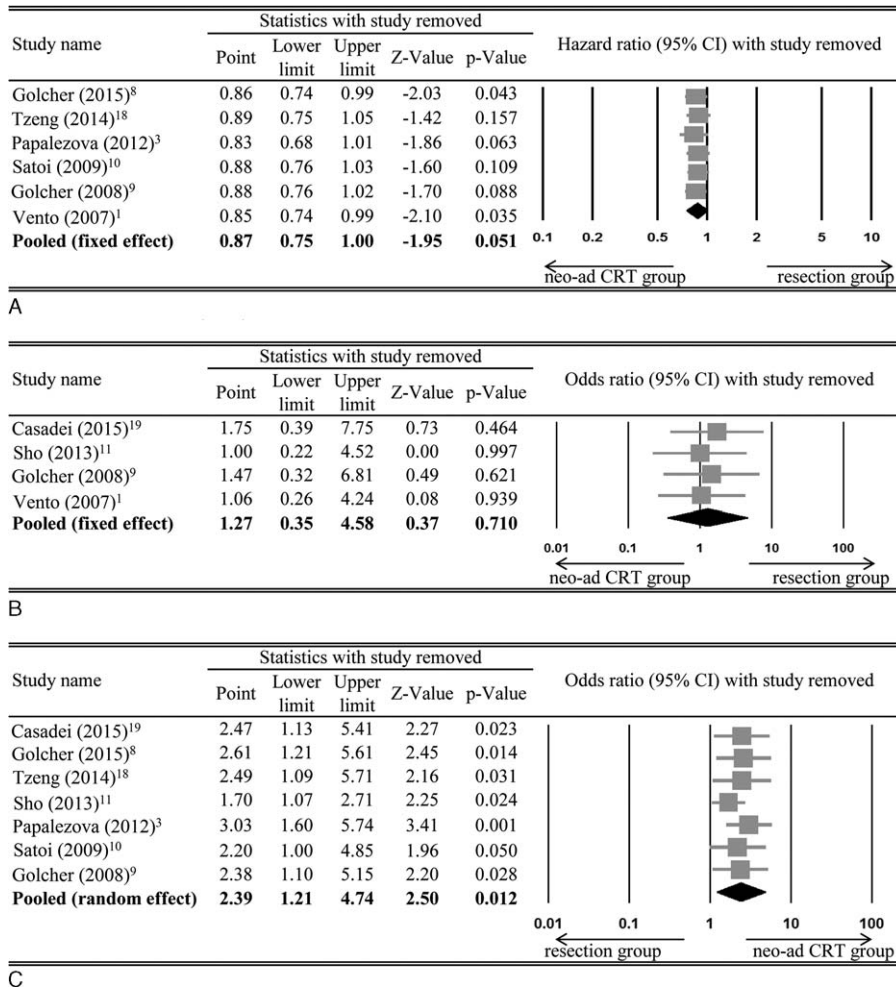 Study name
Statistics with study removed
Hazard ratio (95% CI) with study removed
Point Lower limit Upper limit Z-Value p-Value
Golcher (2015)8 0.86 0.74 0.99 -2.03 0.043
Tzeng (2014)18 0.89 0.75 1.05 -1.42 0.157
Papalezova (2012)3 0.83 0.68 1.01 -1.86 0.063
Satoi (2009)10 0.88 0.76 1.03 -1.60 0.109
Golcher (2008)9 0.88 0.76 1.02 -1.70 0.088
Vento (2007)1 0.85 0.74 0.99 -2.10 0.035
Pooled (fixed effect) 0.87 0.75 1.00 -1.95 0.051
0.1 0.2 0.5 1 2 5 10
neo-ad CRT group resection group
A
Study name
Statistics with study removed
Odds ratio (95% CI) with study removed
Point Lower limit Upper limit Z-Value p-Value
Casadei (2015)19 1.75 0.39 7.75 0.73 0.464
Sho (2013)11 1.00 0.22 4.52 0.00 0.997
Golcher (2008)9 1.47 0.32 6.81 0.49 0.621
Vento (2007)1 1.06 0.26 4.24 0.08 0.939
Pooled (fixed effect) 1.27 0.35 4.58 0.37 0.710
0.01 0.1 1 10 100
neo-ad CRT group resection group
B
Study name
Statistics with study removed
Odds ratio (95% CI) with study removed
Point Lower limit Upper limit Z-Value p-Value
Casadei (2015)19 2.47 1.13 5.41 2.27 0.023
Golcher (2015)8 2.61 1.21 5.61 2.45 0.014
Tzeng (2014)18 2.49 1.09 5.71 2.16 0.031
Sho (2013)11 1.70 1.07 2.71 2.25 0.024
Papalezova (2012)3 3.03 1.60 5.74 3.41 0.001
Satoi (2009)10 2.20 1.00 4.85 1.96 0.050
Golcher (2008)9 2.38 1.10 5.15 2.20 0.028
Pooled (random effect) 2.39 1.21 4.74 2.50 0.012
0.01 0.1 1 10 100
resection group neo-ad CRT group
C